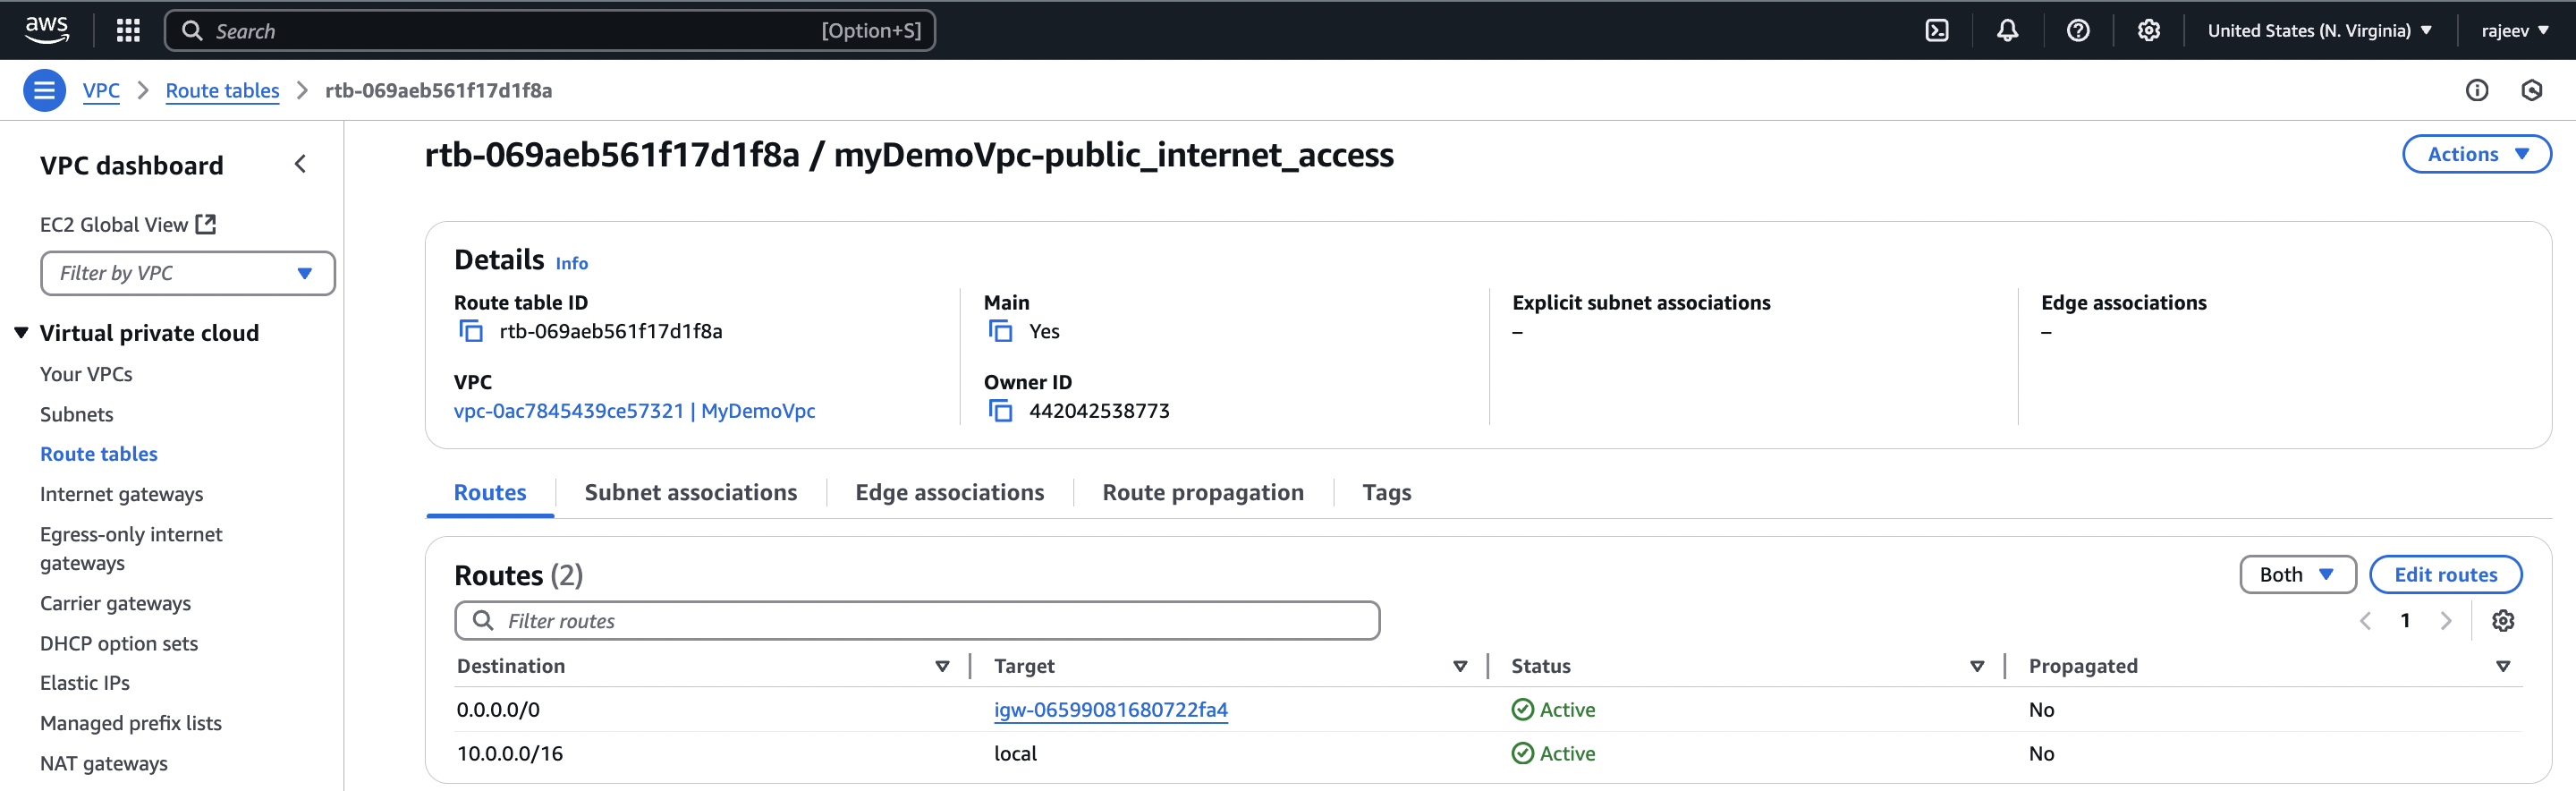 aws
Search [Option+S] United States (N. Virginia) rajeev
VPC Route tables rtb-069aeb561f17d1f8a
VPC dashboard
EC2 Global View
Filter by VPC
Virtual private cloud
Your VPCs
Subnets
Route tables
Internet gateways
Egress-only internet
gateways
Carrier gateways
DHCP option sets
Elastic IPs
Managed prefix lists
NAT gateways
rtb-069aeb561f17d1f8a / myDemoVpc-public_internet_access
Actions
Details Info
Route table ID
rtb-069aeb561f17d1f8a
VPC
vpc-0ac7845439ce57321 | MyDemoVpc
Main
Yes
Owner ID
442042538773
Explicit subnet associations
–
Edge associations
–
Routes Subnet associations Edge associations Route propagation Tags
Routes (2)
Both Edit routes
Filter routes
1
Destination Target Status Propagated
0.0.0.0/0 igw-06599081680722fa4 Active No
10.0.0.0/16 local Active No